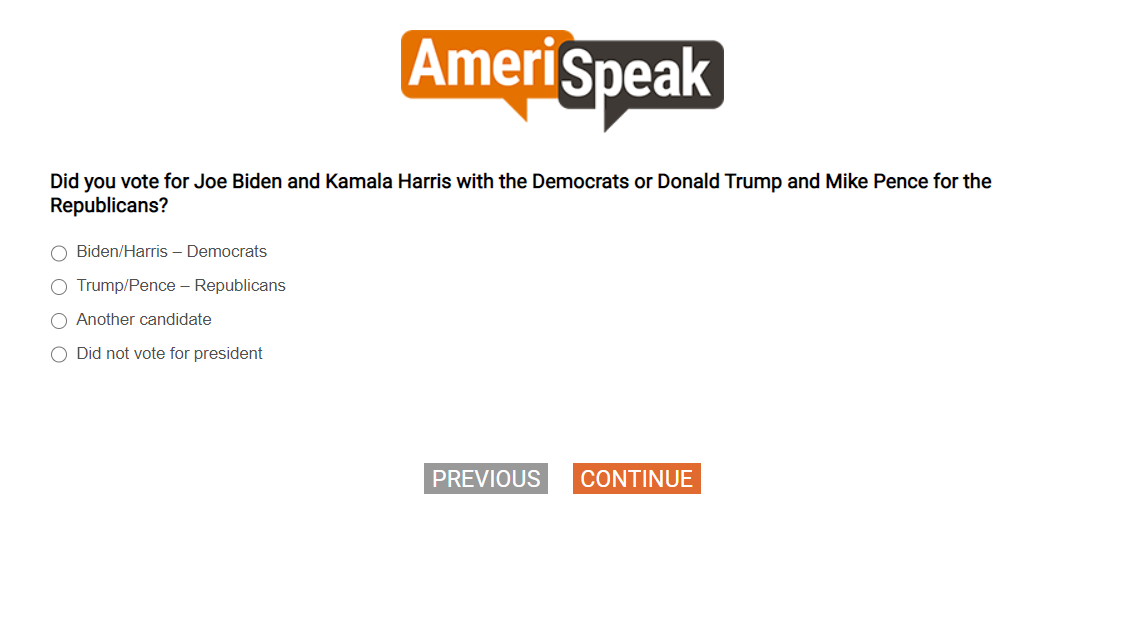 AmeriSpeak
Did you vote for Joe Biden and Kamala Harris with the Democrats or Donald Trump and Mike Pence for the
Republicans?
Biden/Harris – Democrats
Trump/Pence – Republicans
Another candidate
Did not vote for president
PREVIOUS CONTINUE